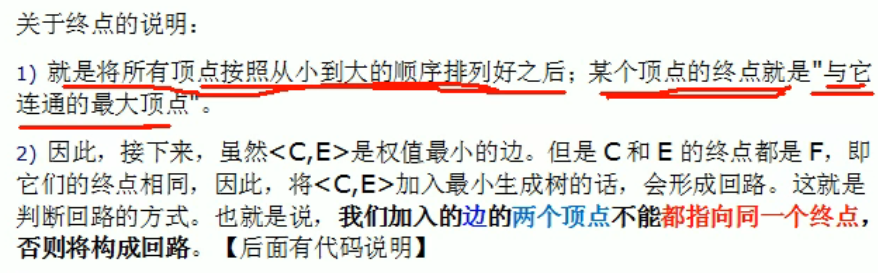 关于终点的说明：
1) 就是将所有顶点按照从小到大的顺序排列好之后；某个顶点的终点就是"与它
连通的最大顶点"。
2) 因此，接下来，虽然<C,E>是权值最小的边。但是 C 和 E 的终点都是 F，即
它们的终点相同，因此，将<C,E>加入最小生成树的话，会形成回路。这就是
判断回路的方式。也就是说，我们加入的边的两个顶点不能都指向同一个终点，
否则将构成回路。【后面有代码说明】